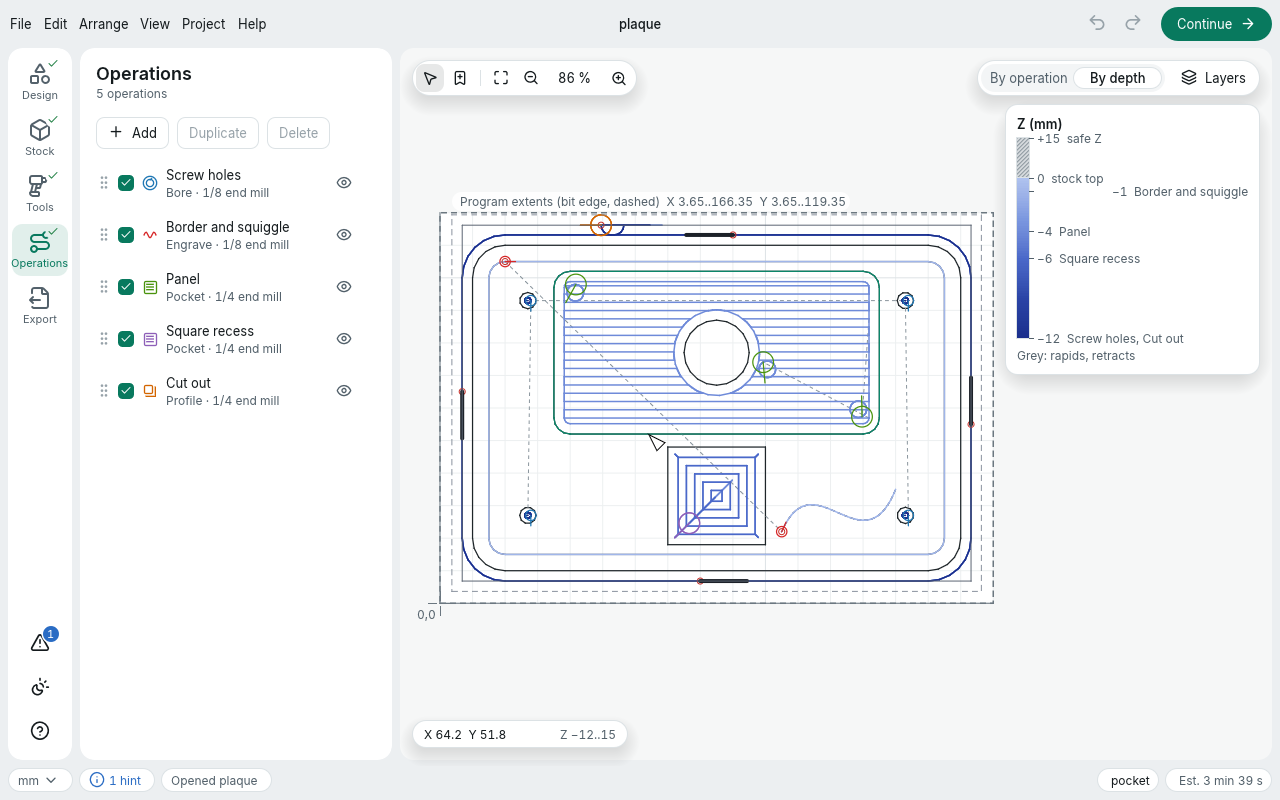 File Edit Arrange View Project Help
plaque
Continue
Design
Stock
Tools
Operations
Export
1
Operations
5 operations
Add
Duplicate
Delete
Screw holes
Bore · 1/8 end mill
Border and squiggle
Engrave · 1/8 end mill
Panel
Pocket · 1/4 end mill
Square recess
Pocket · 1/4 end mill
Cut out
Profile · 1/4 end mill
86 %
By operation
By depth
Layers
Z (mm)
+15 safe Z
0 stock top
−1 Border and squiggle
−4 Panel
−6 Square recess
−12 Screw holes, Cut out
Grey: rapids, retracts
Program extents (bit edge, dashed) X 3.65..166.35 Y 3.65..119.35
0,0
X 64.2 Y 51.8 Z −12..15
mm
1 hint
Opened plaque
pocket
Est. 3 min 39 s